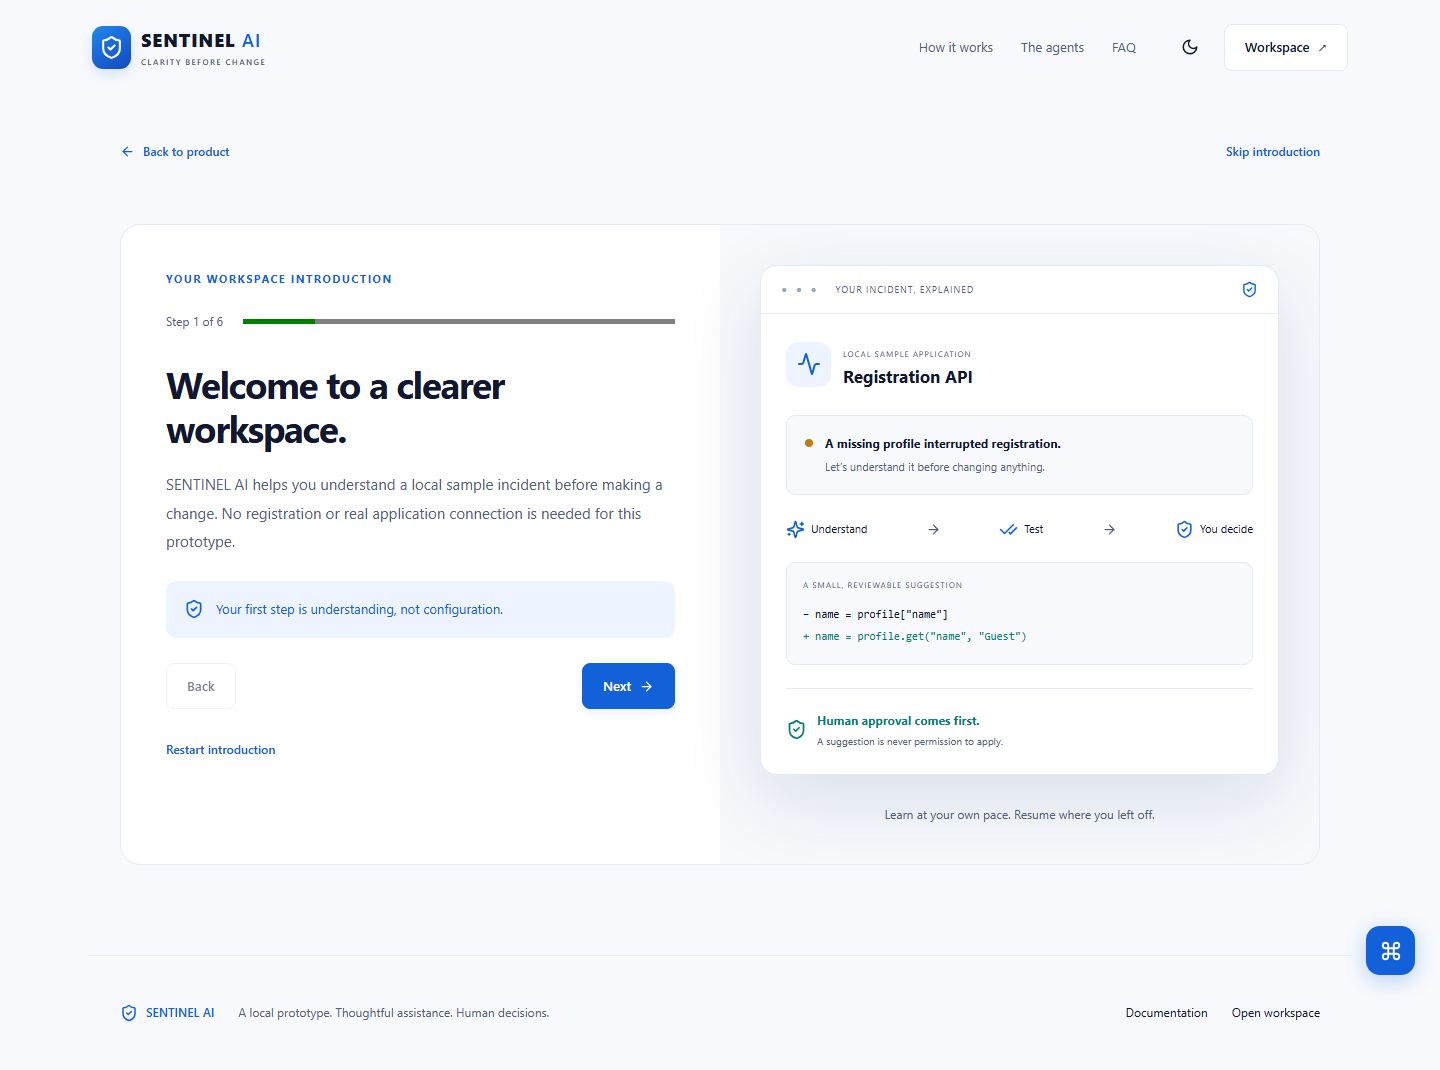 SENTINEL AI
CLARITY BEFORE CHANGE
How it works
The agents
FAQ
Workspace ↗
Back to product
Skip introduction
YOUR WORKSPACE INTRODUCTION
Step 1 of 6
Welcome to a clearer
workspace.
SENTINEL AI helps you understand a local sample incident before making a
change. No registration or real application connection is needed for this
prototype.
Your first step is understanding, not configuration.
Back
Next →
Restart introduction
YOUR INCIDENT, EXPLAINED
LOCAL SAMPLE APPLICATION
Registration API
A missing profile interrupted registration.
Let's understand it before changing anything.
Understand → Test → You decide
A SMALL, REVIEWABLE SUGGESTION
− name = profile["name"]
+ name = profile.get("name", "Guest")
Human approval comes first.
A suggestion is never permission to apply.
Learn at your own pace. Resume where you left off.
SENTINEL AI
A local prototype. Thoughtful assistance. Human decisions.
Documentation
Open workspace